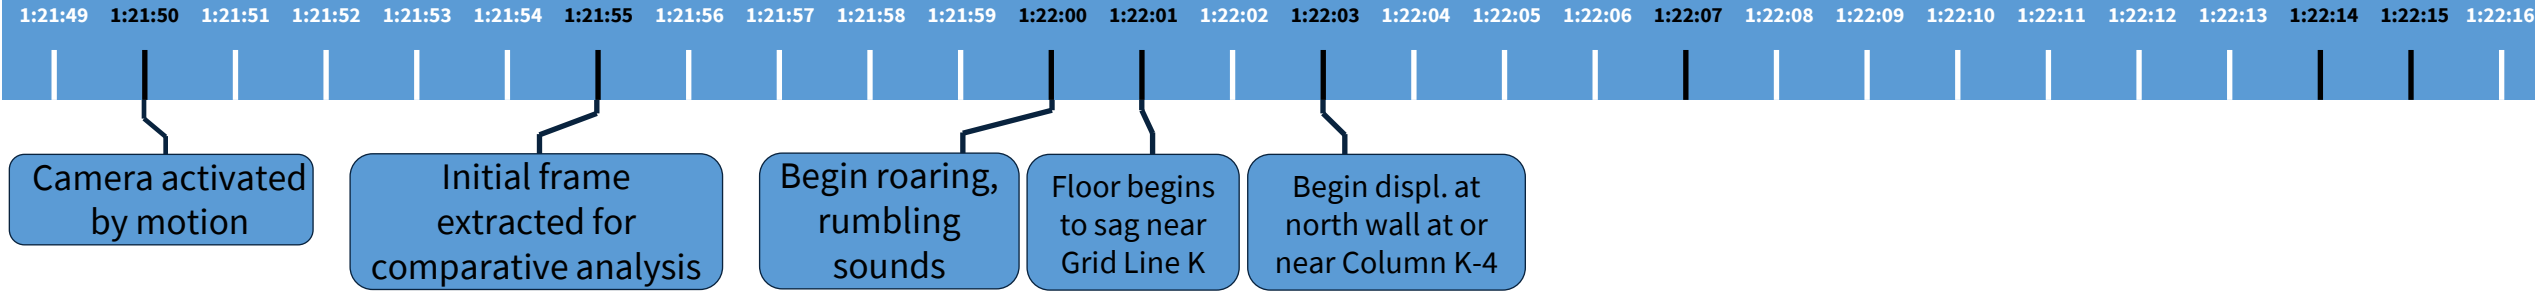 1:21:49 1:21:50 1:21:51 1:21:52 1:21:53 1:21:54 1:21:55 1:21:56 1:21:57 1:21:58 1:21:59 1:22:00 1:22:01 1:22:02 1:22:03 1:22:04 1:22:05 1:22:06 1:22:07 1:22:08 1:22:09 1:22:10 1:22:11 1:22:12 1:22:13 1:22:14 1:22:15 1:22:16
Camera activated
by motion
Initial frame
extracted for
comparative analysis
Begin roaring,
rumbling
sounds
Floor begins
to sag near
Grid Line K
Begin displ. at
north wall at or
near Column K-4